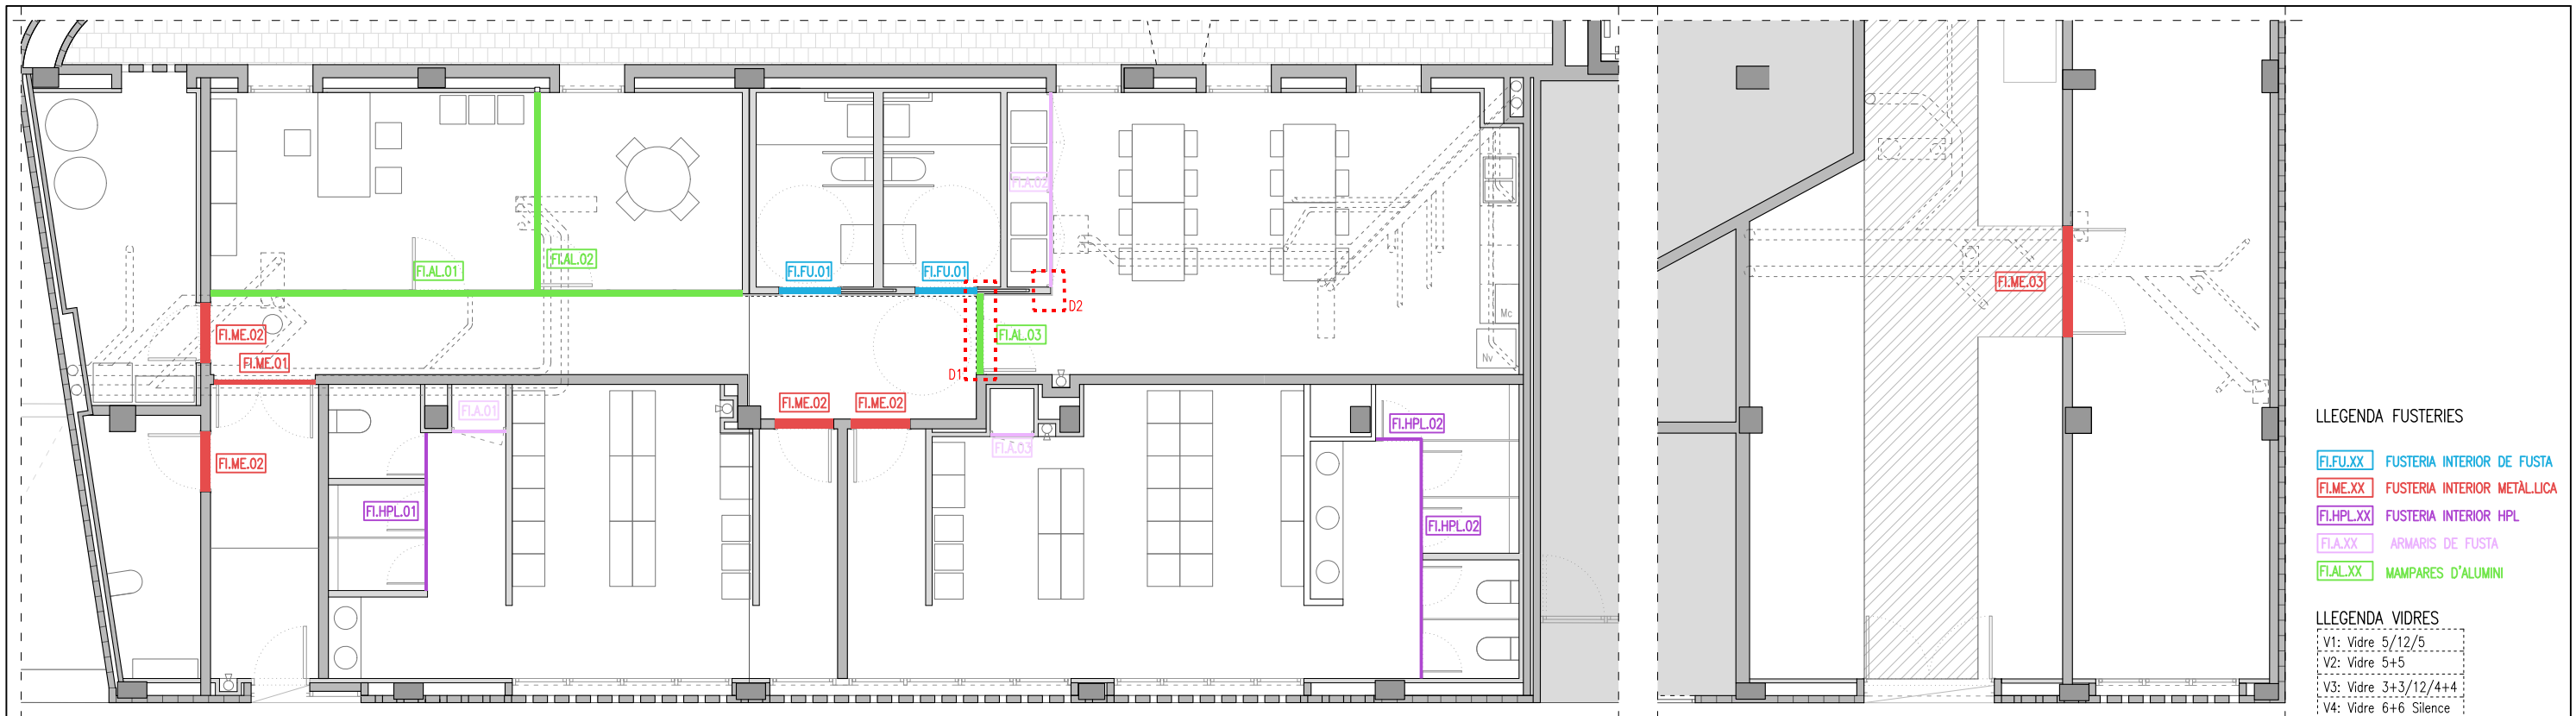 FI.A.02
FI.AL.01
FI.AL.02
FI.FU.01
FI.FU.01
FI.ME.03
D2
Mc
FI.ME.02
FI.AL.03
Nv
FI.ME.01
D1
FI.A.01
FI.ME.02
FI.ME.02
FI.HPL.02
FI.A.03
FI.ME.02
FI.HPL.01
FI.HPL.02
LLEGENDA FUSTERIES
FI.FU.XX FUSTERIA INTERIOR DE FUSTA
FI.ME.XX FUSTERIA INTERIOR METÀL.LICA
FI.HPL.XX FUSTERIA INTERIOR HPL
FI.A.XX ARMARIS DE FUSTA
FI.AL.XX MAMPARES D'ALUMINI
LLEGENDA VIDRES
V1: Vidre 5/12/5
V2: Vidre 5+5
V3: Vidre 3+3/12/4+4
V4: Vidre 6+6 Silence